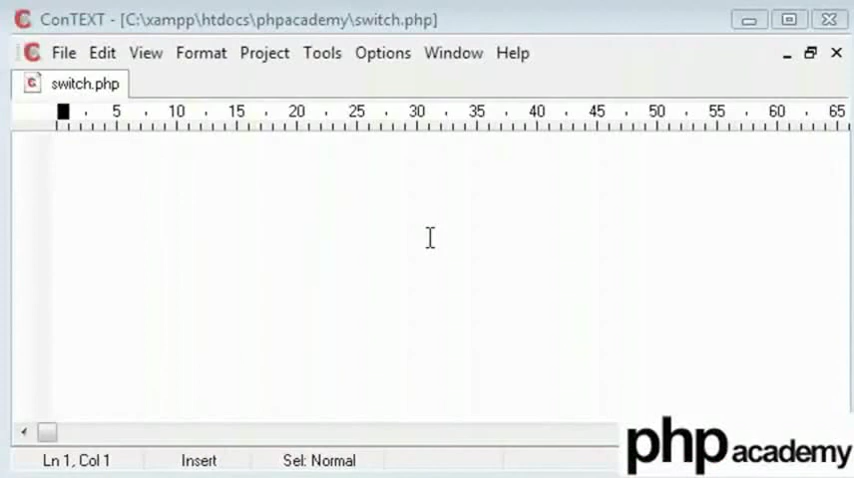 ConTEXT - [C:\xampp\htdocs\phpacademy\switch.php]
File Edit View Format Project Tools Options Window Help
switch.php
5 10 15 20 25 30 35 40 45 50 55 60 65
Ln 1, Col 1 Insert Sel: Normal
php academy